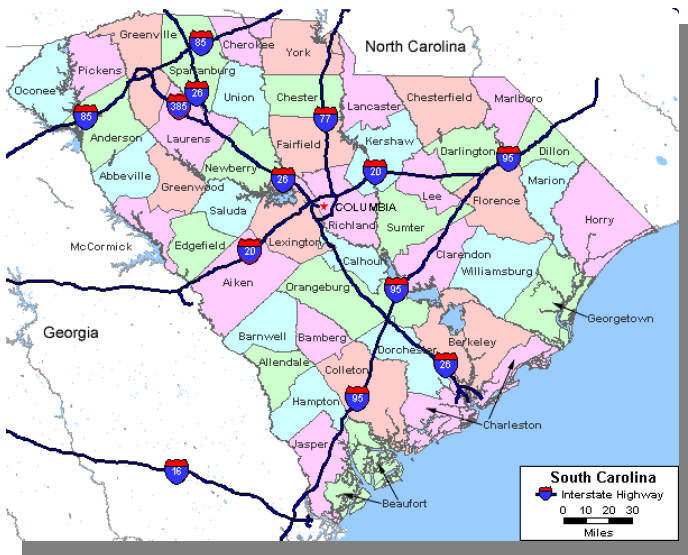 Greenville
Cherokee
York
North Carolina
85
Pickens
Spartanburg
Oconee
26
Union
Chester
Chesterfield
Marlboro
385
Lancaster
85
77
Anderson
Laurens
Fairfield
Kershaw
Darlington
95
Dillon
Abbeville
Newberry
20
Marion
Greenwood
26
Lee
Florence
Saluda
COLUMBIA
Horry
Richland
Sumter
McCormick
Edgefield
Lexington
20
Clarendon
Calhoun
Williamsburg
Aiken
Orangeburg
95
Georgetown
Georgia
Barnwell
Bamberg
Berkeley
Dorchester
Allendale
26
Colleton
Hampton
95
Charleston
Jasper
16
Beaufort
South Carolina
Interstate Highway
0 10 20 30
Miles